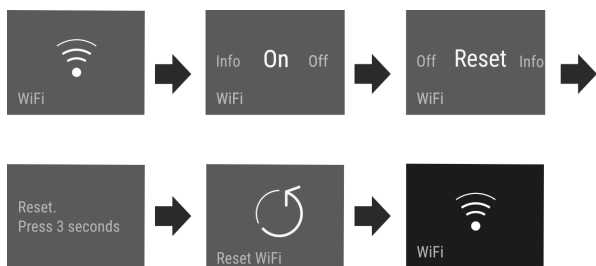 WiFi
Info On Off
WiFi
Off Reset Info
WiFi
Reset.
Press 3 seconds
Reset WiFi
WiFi